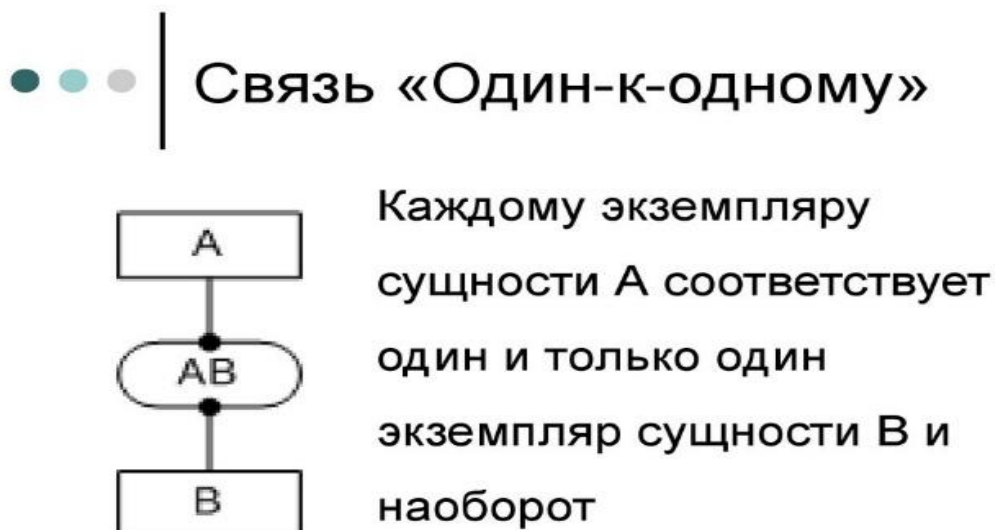 Связь «Один-к-одному»
A
AB
B
Каждому экземпляру
сущности А соответствует
один и только один
экземпляр сущности В и
наоборот